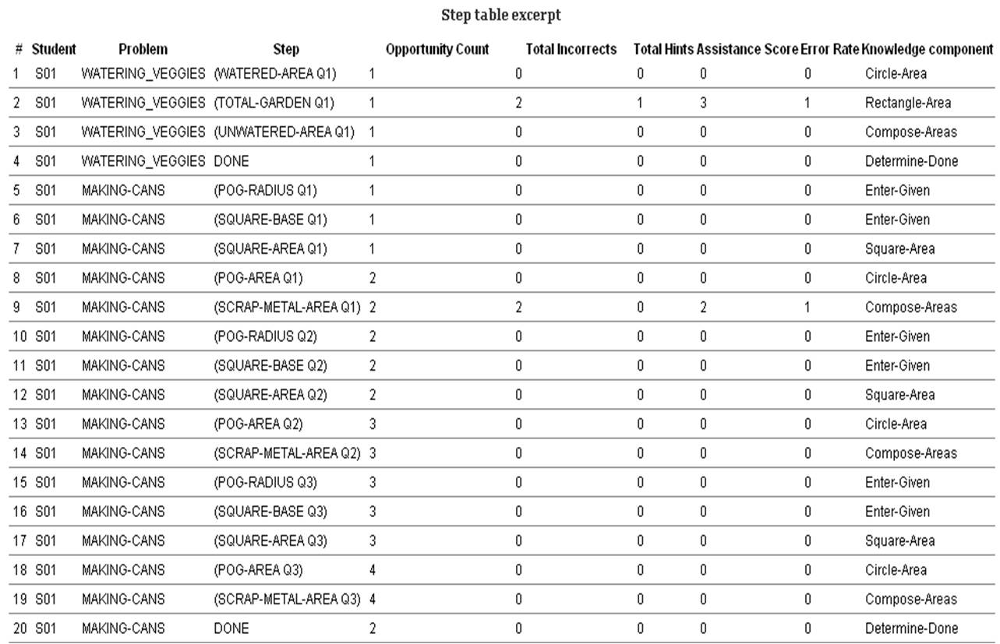 Step table excerpt
# Student Problem Step Opportunity Count Total Incorrects Total Hints Assistance Score Error Rate Knowledge component
1 S01 WATERING_VEGGIES (WATERED-AREA Q1) 1 0 0 0 0 Circle-Area
2 S01 WATERING_VEGGIES (TOTAL-GARDEN Q1) 1 2 1 3 1 Rectangle-Area
3 S01 WATERING_VEGGIES (UNWATERED-AREA Q1) 1 0 0 0 0 Compose-Areas
4 S01 WATERING_VEGGIES DONE 1 0 0 0 0 Determine-Done
5 S01 MAKING-CANS (POG-RADIUS Q1) 1 0 0 0 0 Enter-Given
6 S01 MAKING-CANS (SQUARE-BASE Q1) 1 0 0 0 0 Enter-Given
7 S01 MAKING-CANS (SQUARE-AREA Q1) 1 0 0 0 0 Square-Area
8 S01 MAKING-CANS (POG-AREA Q1) 2 0 0 0 0 Circle-Area
9 S01 MAKING-CANS (SCRAP-METAL-AREA Q1) 2 2 0 2 1 Compose-Areas
10 S01 MAKING-CANS (POG-RADIUS Q2) 2 0 0 0 0 Enter-Given
11 S01 MAKING-CANS (SQUARE-BASE Q2) 2 0 0 0 0 Enter-Given
12 S01 MAKING-CANS (SQUARE-AREA Q2) 2 0 0 0 0 Square-Area
13 S01 MAKING-CANS (POG-AREA Q2) 3 0 0 0 0 Circle-Area
14 S01 MAKING-CANS (SCRAP-METAL-AREA Q2) 3 0 0 0 0 Compose-Areas
15 S01 MAKING-CANS (POG-RADIUS Q3) 3 0 0 0 0 Enter-Given
16 S01 MAKING-CANS (SQUARE-BASE Q3) 3 0 0 0 0 Enter-Given
17 S01 MAKING-CANS (SQUARE-AREA Q3) 3 0 0 0 0 Square-Area
18 S01 MAKING-CANS (POG-AREA Q3) 4 0 0 0 0 Circle-Area
19 S01 MAKING-CANS (SCRAP-METAL-AREA Q3) 4 0 0 0 0 Compose-Areas
20 S01 MAKING-CANS DONE 2 0 0 0 0 Determine-Done